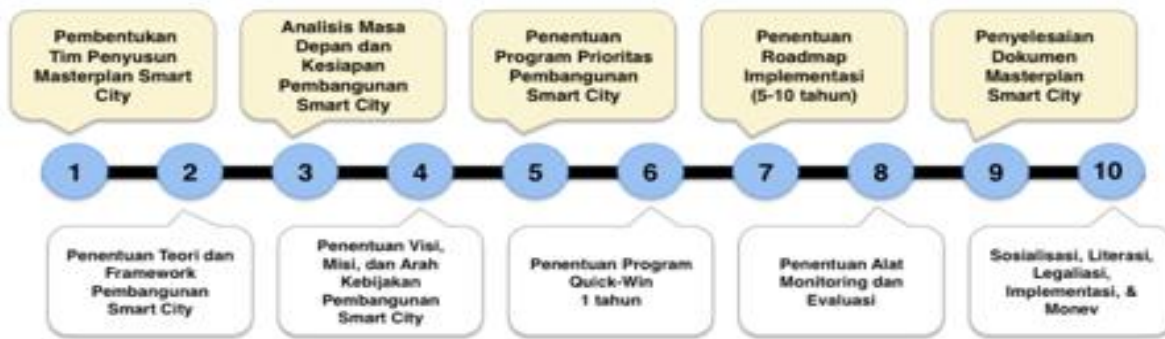 Pembentukan
Tim Penyusun
Masterplan Smart
City
Analisis Masa
Depan dan
Kesiapan
Pembangunan
Smart City
Penentuan
Program Prioritas
Pembangunan
Smart City
Penentuan
Roadmap
Implementasi
(5-10 tahun)
Penyelesaian
Dokumen
Masterplan
Smart City
1 2 3 4 5 6 7 8 9 10
Penentuan Teori dan
Framework
Pembangunan
Smart City
Penentuan Visi,
Misi, dan Arah
Kebijakan
Pembangunan
Smart City
Penentuan Program
Quick-Win
1 tahun
Penentuan Alat
Monitoring dan
Evaluasi
Sosialisasi, Literasi,
Legaliasi,
Implementasi, &
Monev